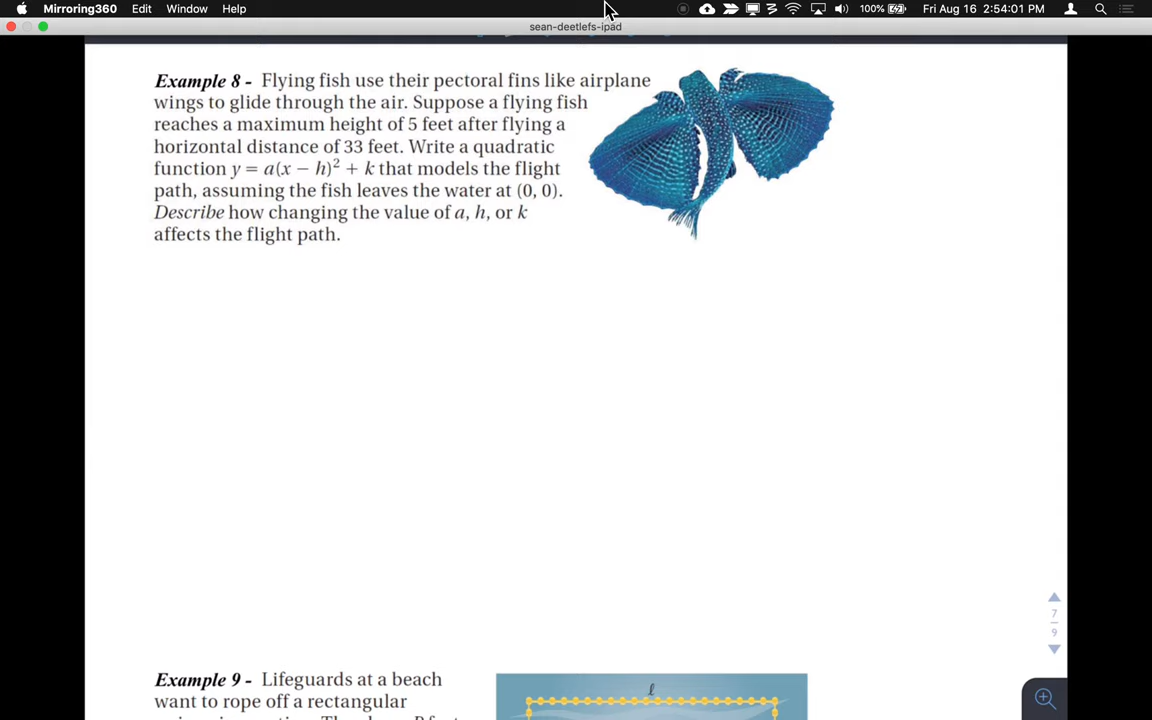 Mirroring360 Edit Window Help 100% Fri Aug 16 2:54:01 PM
sean-deetlefs-ipad
Example 8 - Flying fish use their pectoral fins like airplane
wings to glide through the air. Suppose a flying fish
reaches a maximum height of 5 feet after flying a
horizontal distance of 33 feet. Write a quadratic
function y = a(x − h)² + k that models the flight
path, assuming the fish leaves the water at (0, 0).
Describe how changing the value of a, h, or k
affects the flight path.
7
9
Example 9 - Lifeguards at a beach
want to rope off a rectangular
ℓ